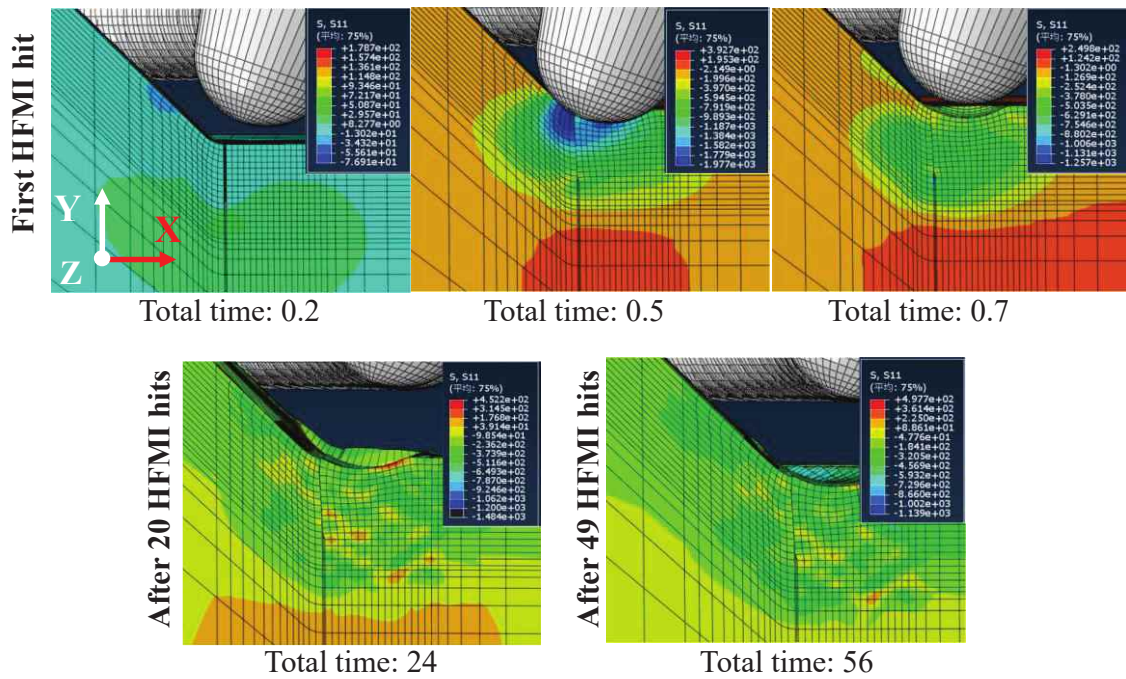 First HFMI hit
S, S11
(平均: 75%)
+1.787e+02
+1.574e+02
+1.361e+02
+1.148e+02
+9.346e+01
+7.217e+01
+5.087e+01
+2.957e+01
+8.277e+00
-1.302e+01
-3.432e+01
-5.561e+01
-7.691e+01
Y
X
Z
Total time: 0.2
S, S11
(平均: 75%)
+3.927e+02
+1.953e+02
-2.149e+00
-1.996e+02
-3.970e+02
-5.945e+02
-7.919e+02
-9.893e+02
-1.187e+03
-1.384e+03
-1.582e+03
-1.779e+03
-1.977e+03
Total time: 0.5
S, S11
(平均: 75%)
+2.498e+02
+1.242e+02
-1.302e+00
-1.269e+02
-2.524e+02
-3.780e+02
-5.035e+02
-6.291e+02
-7.546e+02
-8.802e+02
-1.006e+03
-1.131e+03
-1.257e+03
Total time: 0.7
After 20 HFMI hits
S, S11
(平均: 75%)
+4.522e+02
+3.145e+02
+1.768e+02
+3.914e+01
-9.854e+01
-2.362e+02
-3.739e+02
-5.116e+02
-6.493e+02
-7.870e+02
-9.246e+02
-1.062e+03
-1.200e+03
-1.484e+03
Total time: 24
After 49 HFMI hits
S, S11
(平均: 75%)
+4.977e+02
+3.614e+02
+2.250e+02
+8.861e+01
-4.776e+01
-1.841e+02
-3.205e+02
-4.569e+02
-5.932e+02
-7.296e+02
-8.660e+02
-1.002e+03
-1.139e+03
Total time: 56